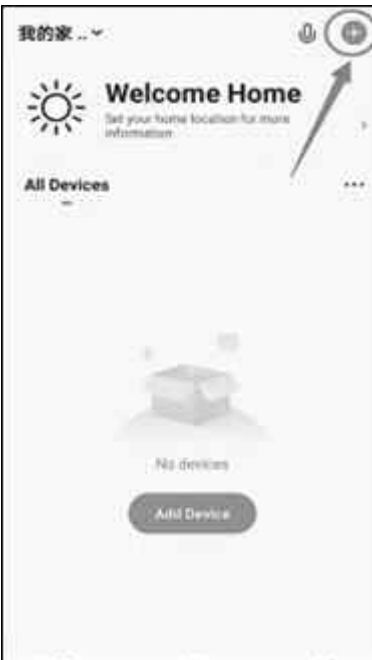 我的家 ..
Welcome Home
Set your home location for more
information
All Devices
...
No devices
Add Device